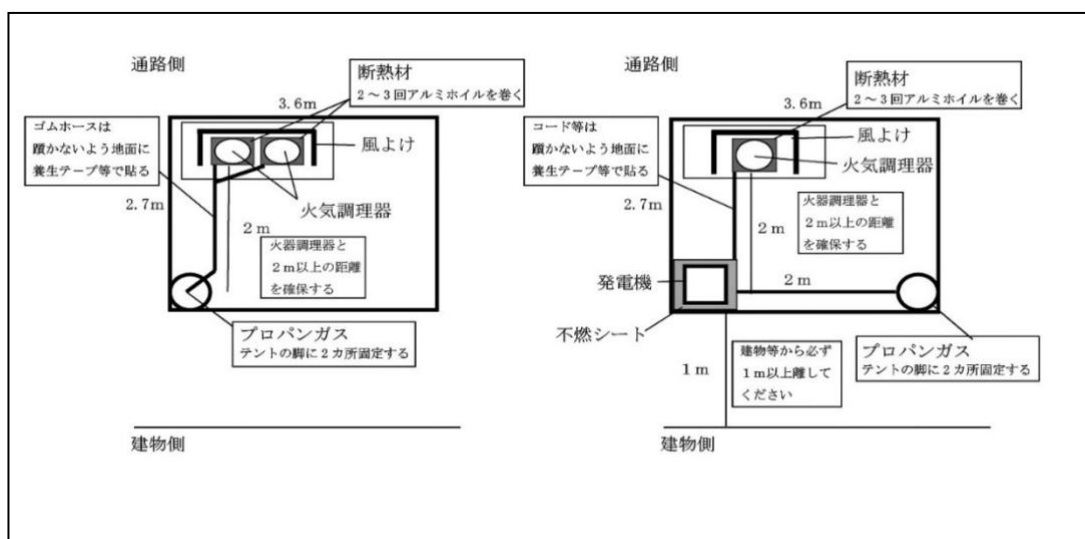 通路側
断熱材
2～3回アルミホイルを巻く
3.6m
ゴムホースは
躓かないよう地面に
養生テープ等で貼る
風よけ
火気調理器
2.7m
2m
火器調理器と
2m以上の距離
を確保する
プロパンガス
テントの脚に2カ所固定する
建物側
通路側
断熱材
2～3回アルミホイルを巻く
3.6m
コード等は
躓かないよう地面に
養生テープ等で貼る
風よけ
火気調理器
2.7m
火器調理器と
2m以上の距離
を確保する
2m
発電機
2m
不燃シート
プロパンガス
テントの脚に2カ所固定する
1m
建物等から必ず
1m以上離して
ください
建物側